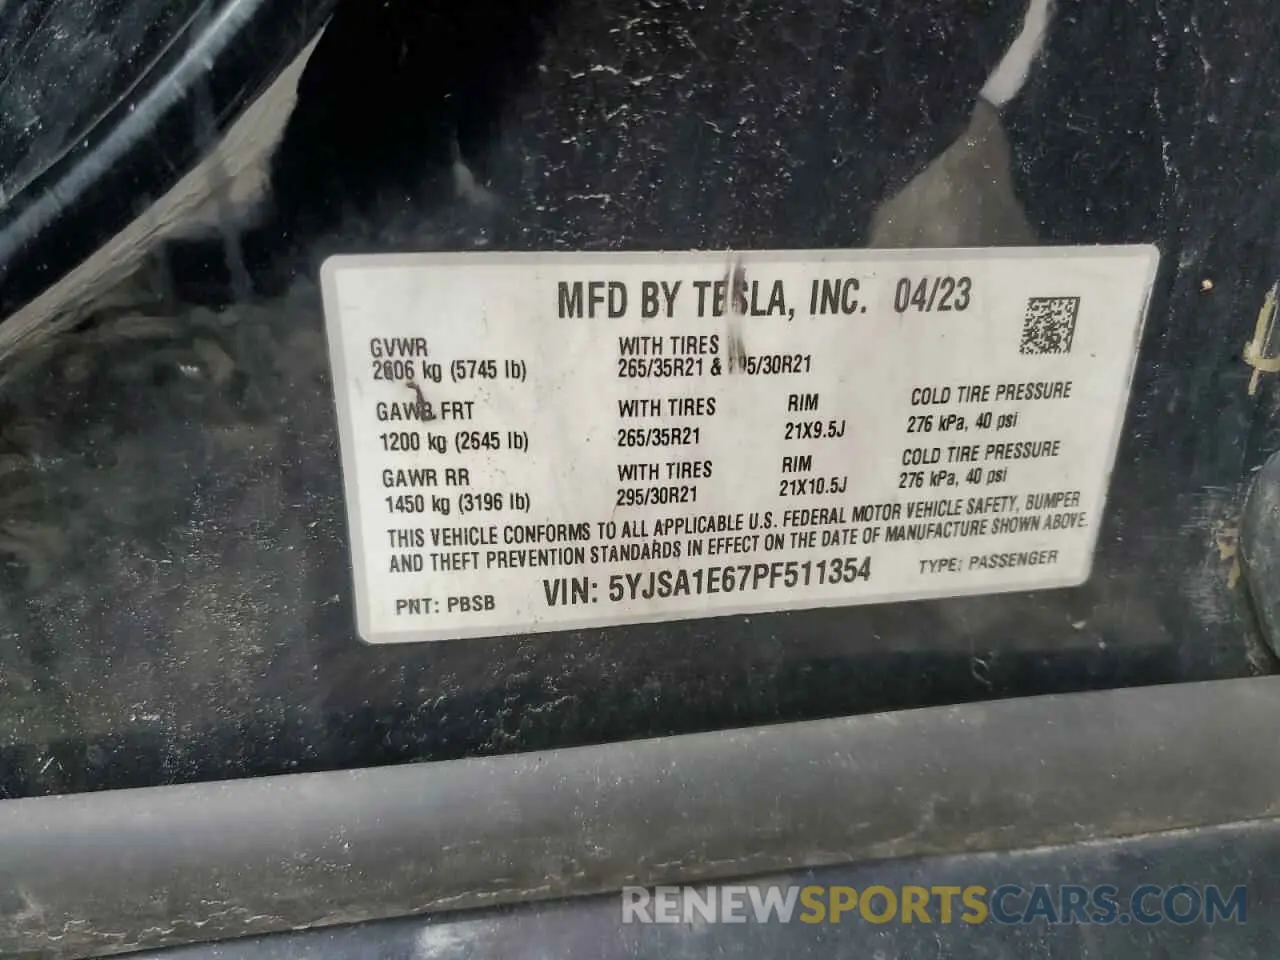 MFD BY TESLA, INC. 04/23
GVWR WITH TIRES
2606 kg (5745 lb) 265/35R21 & 295/30R21
GAWR FRT WITH TIRES RIM COLD TIRE PRESSURE
1200 kg (2645 lb) 265/35R21 21X9.5J 276 kPa, 40 psi
GAWR RR WITH TIRES RIM COLD TIRE PRESSURE
1450 kg (3196 lb) 295/30R21 21X10.5J 276 kPa, 40 psi
THIS VEHICLE CONFORMS TO ALL APPLICABLE U.S. FEDERAL MOTOR VEHICLE SAFETY, BUMPER
AND THEFT PREVENTION STANDARDS IN EFFECT ON THE DATE OF MANUFACTURE SHOWN ABOVE.
PNT: PBSB VIN: 5YJSA1E67PF511354 TYPE: PASSENGER
RENEWSPORTSCARS.COM